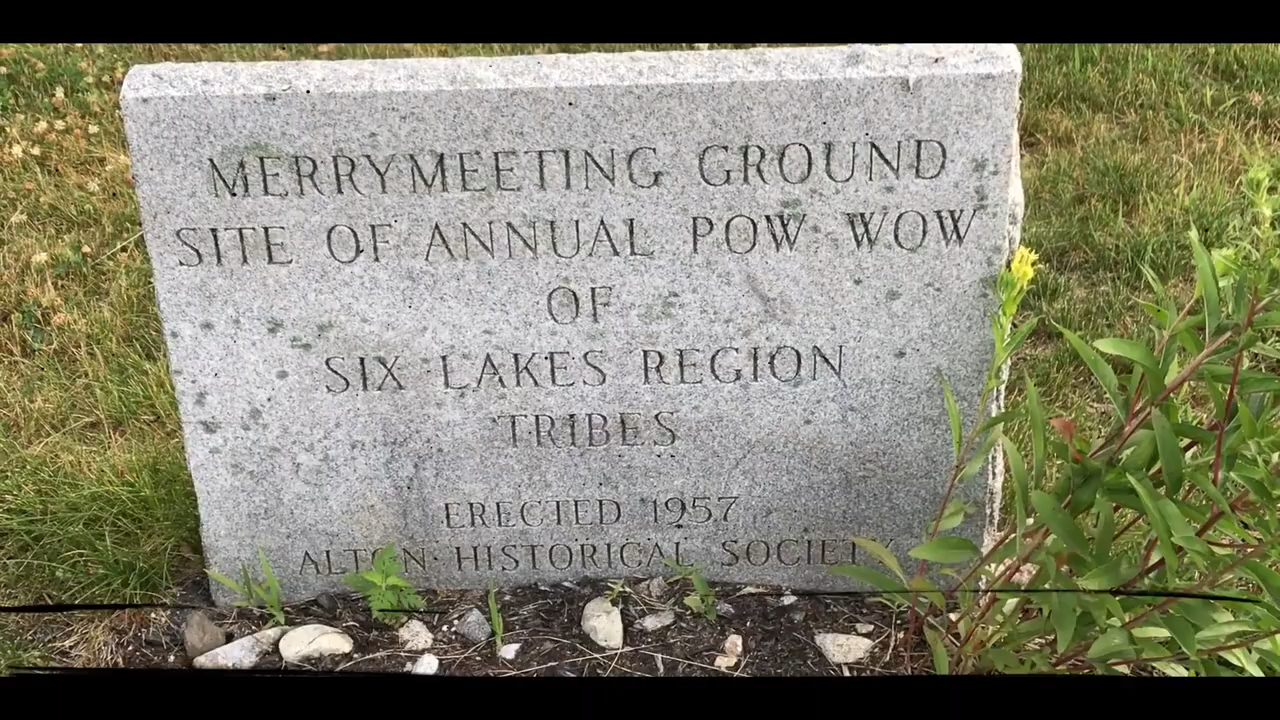 MERRYMEETING GROUND
SITE OF ANNUAL POW WOW
OF
SIX LAKES REGION
TRIBES
ERECTED 1957
ALTON HISTORICAL SOCIETY